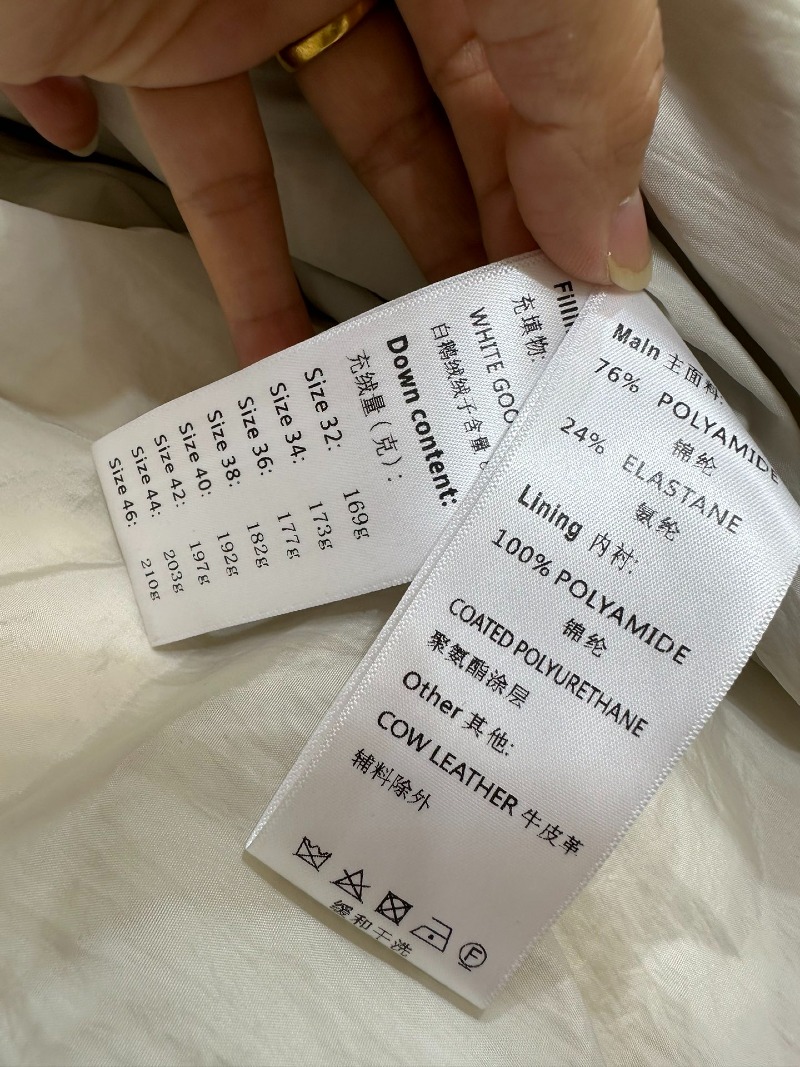 Main 主面料:
76% POLYAMIDE
锦纶
24% ELASTANE
氨纶
Lining 内衬:
100% POLYAMIDE
锦纶
COATED POLYURETHANE
聚氨酯涂层
Other 其他:
COW LEATHER 牛皮革
辅料除外
F
缓和干洗
充填物:
WHITE
白鹅绒绒子含量
Down content:
充绒量(克):
Size 32: 169g
Size 34: 173g
Size 36: 177g
Size 38: 182g
Size 40: 192g
Size 42: 197g
Size 44: 203g
Size 46: 210g